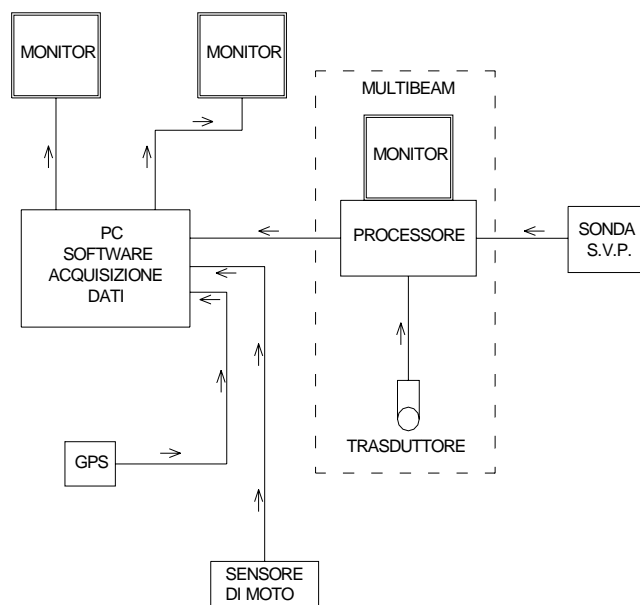 MONITOR
MONITOR
MULTIBEAM
MONITOR
PC
SOFTWARE
ACQUISIZIONE
DATI
PROCESSORE
SONDA
S.V.P.
TRASDUTTORE
GPS
SENSORE
DI MOTO